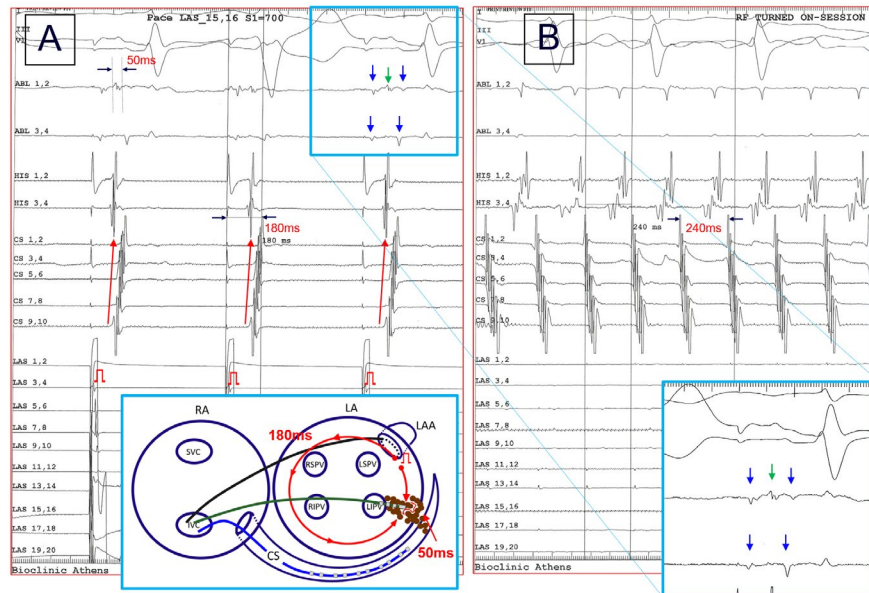 I
Pace LAS_15,16 S1=700
III
A
V1
50ms
ABL 1,2
ABL 3,4
HIS 1,2
HIS 3,4
180ms
180 ms
CS 1,2
CS 3,4
CS 5,6
CS 7,8
CS 9,10
LAS 1,2
LAS 3,4
LAS 5,6
LAS 7,8
LAS 9,10
LAS 11,12
LAS 13,14
LAS 15,16
LAS 17,18
LAS 19,20
Bioclinic Athens
RA
LA
LAA
180ms
SVC
RSPV
LSPV
IVC
RIPV
LIPV
CS
50ms
I
RF TURNED ON-SESSION
III
B
V1
ABL 1,2
ABL 3,4
HIS 1,2
HIS 3,4
240 ms
240ms
CS 1,2
CS 3,4
CS 5,6
CS 7,8
CS 9,10
LAS 1,2
LAS 3,4
LAS 5,6
LAS 7,8
LAS 9,10
LAS 11,12
LAS 13,14
LAS 15,16
LAS 17,18
LAS 19,20
Bioclinic Athens